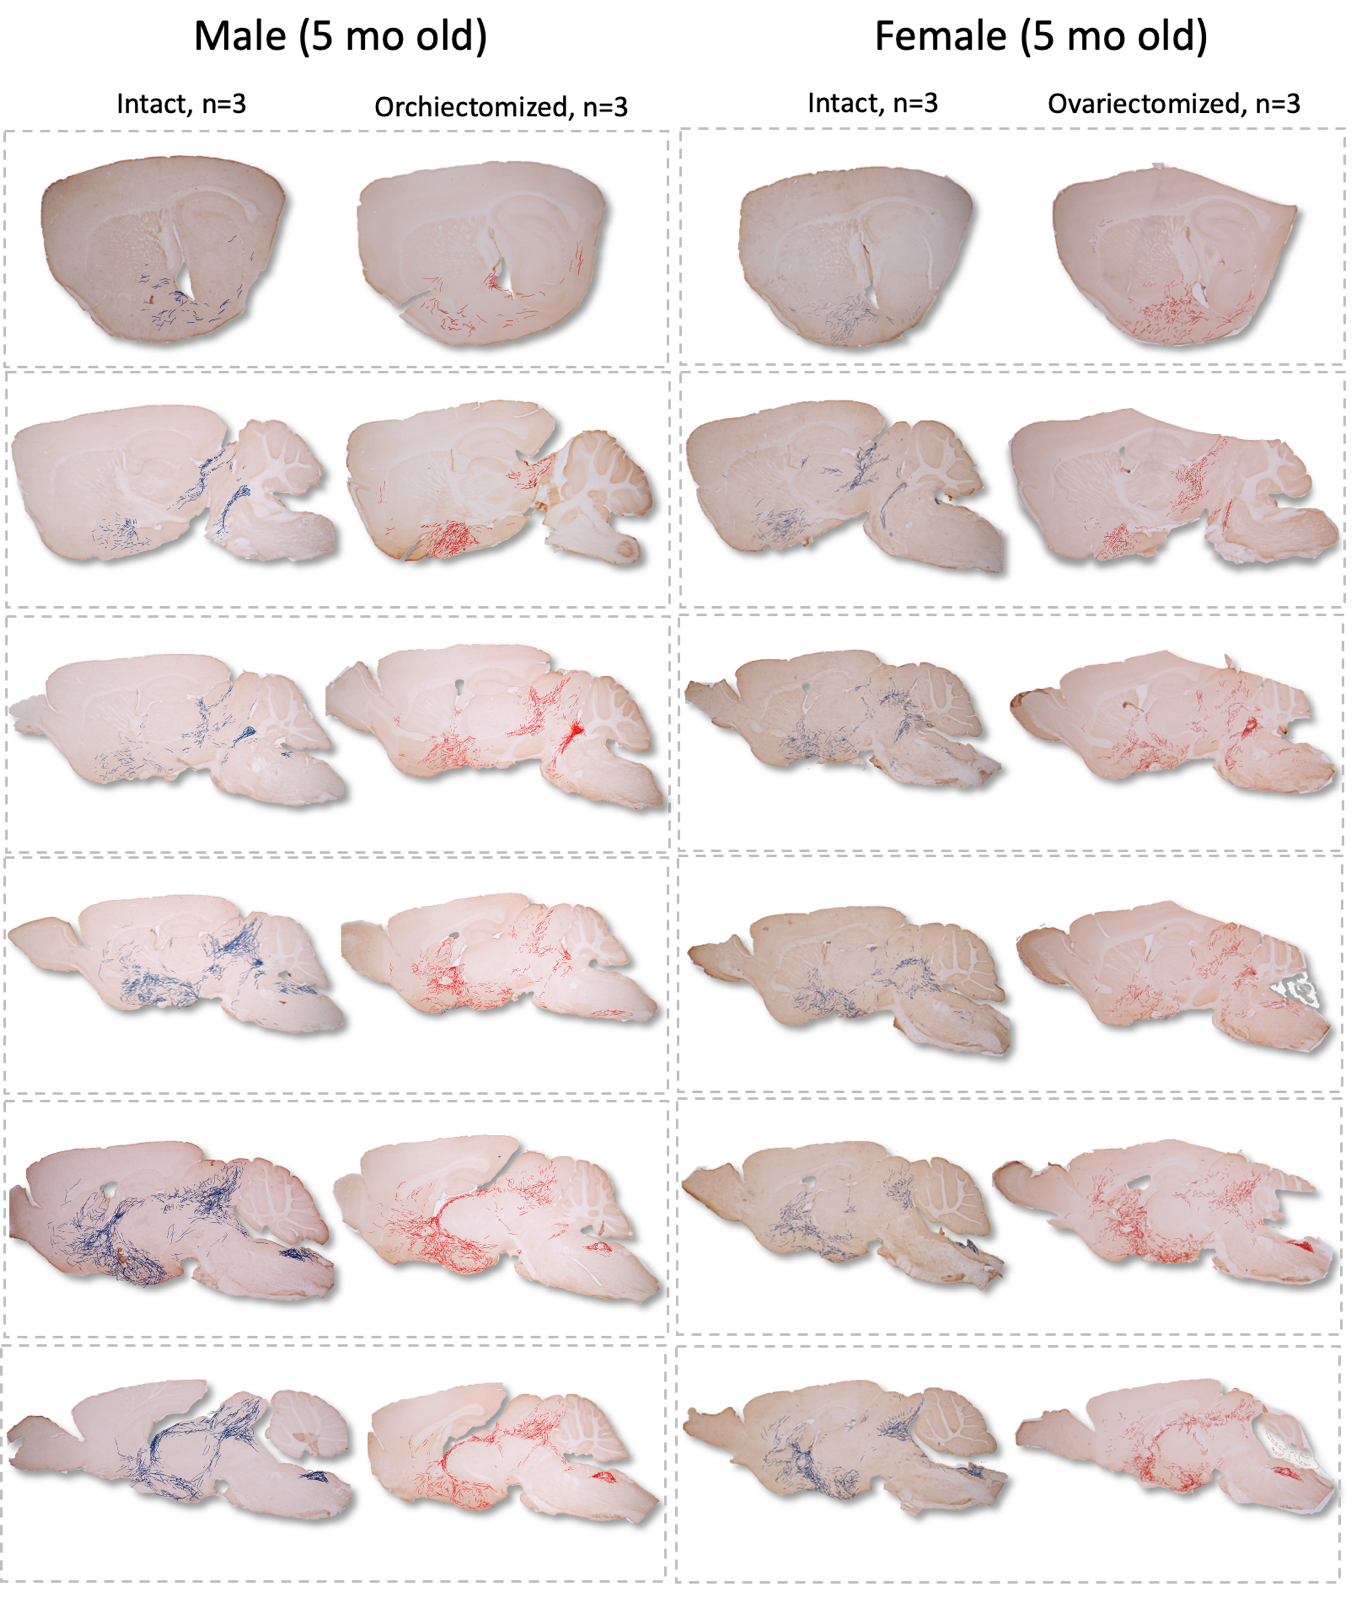 Male (5 mo old)
Female (5 mo old)
Intact, n=3
Orchiectomized, n=3
Intact, n=3
Ovariectomized, n=3